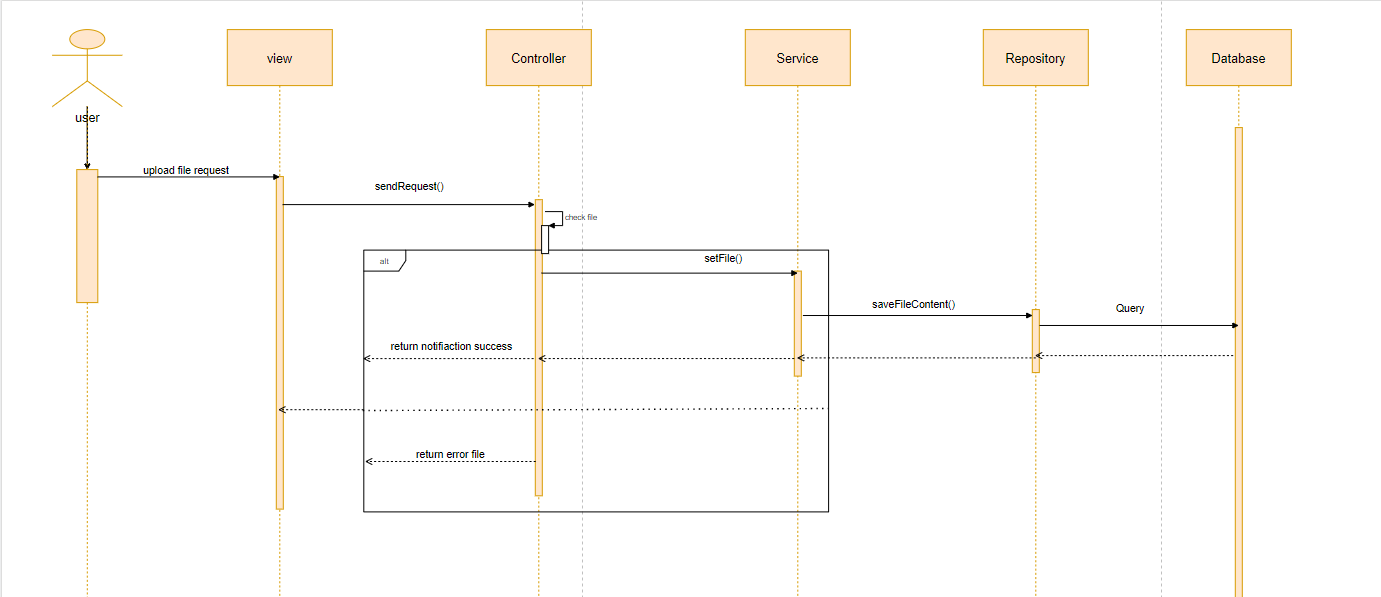 view
Controller
Service
Repository
Database
user
upload file request
sendRequest()
check file
alt
setFile()
saveFileContent()
Query
return notifiaction success
return error file